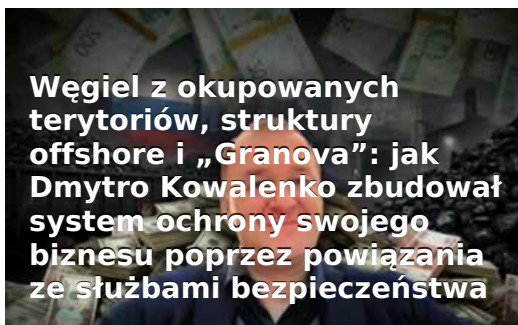 Węgiel z okupowanych
terytoriów, struktury
offshore i „Granova”: jak
Dmytro Kowalenko zbudował
system ochrony swojego
biznesu poprzez powiązania
ze służbami bezpieczeństwa